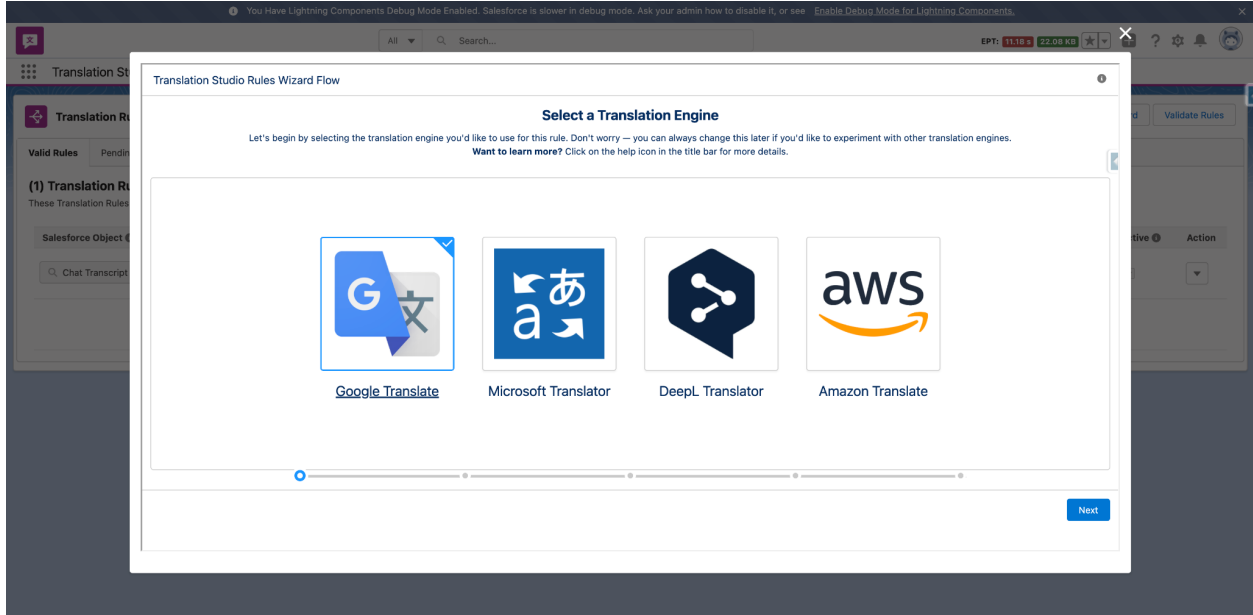 You Have Lightning Components Debug Mode Enabled. Salesforce is slower in debug mode. Ask your admin how to disable it, or see Enable Debug Mode for Lightning Components.
All
Search...
EPT: 11.18 s 22.08 KB
Translation St
Translation Studio Rules Wizard Flow
Translation Ru
Validate Rules
Select a Translation Engine
Let's begin by selecting the translation engine you'd like to use for this rule. Don't worry — you can always change this later if you'd like to experiment with other translation engines.
Want to learn more? Click on the help icon in the title bar for more details.
Valid Rules
Pendin
(1) Translation Ru
These Translation Rules
Salesforce Object
tive
Action
Chat Transcript
G 文
あ a
aws
Google Translate
Microsoft Translator
DeepL Translator
Amazon Translate
Next